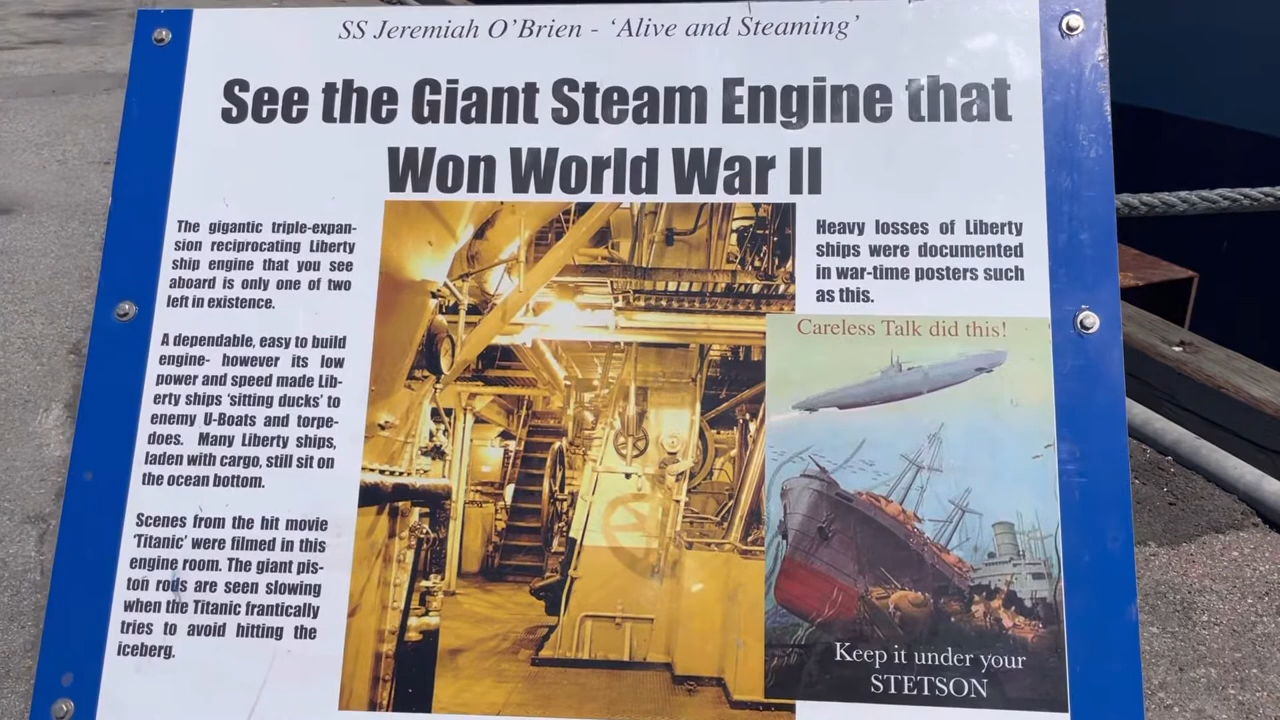 SS Jeremiah O'Brien - 'Alive and Steaming'
See the Giant Steam Engine that
Won World War II
The gigantic triple-expan-
sion reciprocating Liberty
ship engine that you see
aboard is only one of two
left in existence.
A dependable, easy to build
engine- however its low
power and speed made Lib-
erty ships 'sitting ducks' to
enemy U-Boats and torpe-
does. Many Liberty ships,
laden with cargo, still sit on
the ocean bottom.
Scenes from the hit movie
'Titanic' were filmed in this
engine room. The giant pis-
ton rods are seen slowing
when the Titanic frantically
tries to avoid hitting the
iceberg.
Heavy losses of Liberty
ships were documented
in war-time posters such
as this.
Careless Talk did this!
Keep it under your
STETSON